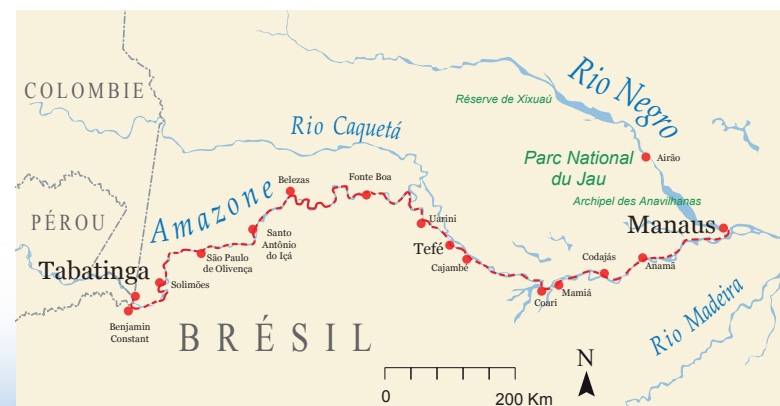 COLOMBIE
Rio Negro
Réserve de Xixuaú
Rio Caquetá
Parc National
du Jau
Airão
Archipel des Anavilhanas
Amazone
Belezas
Fonte Boa
PÉROU
Santo
Antônio
do Içá
Uarini
Manaus
Tefé
São Paulo
de Olivença
Cajambé
Codajás
Anamã
Tabatinga
Solimões
Coari
Mamiá
Benjamin
Constant
BRÉSIL
Rio Madeira
N
0
200 Km